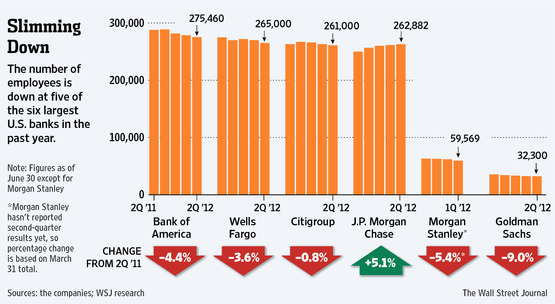 Slimming
Down
The number of
employees is
down at five of
the six largest
U.S. banks in the
past year.
Note: Figures as of
June 30 except for
Morgan Stanley
*Morgan Stanley
hasn't reported
second-quarter
results yet, so
percentage change
is based on March
31 total.
300,000
200,000
100,000
0
275,460
265,000
261,000
262,882
59,569
32,300
2Q '11 2Q '12 2Q '12 2Q '12 2Q '12 1Q '12 2Q '12
Bank of
America
Wells
Fargo
Citigroup
J.P. Morgan
Chase
Morgan
Stanley*
Goldman
Sachs
CHANGE
FROM 2Q '11
–4.4% –3.6% –0.8% +5.1% –5.4%* –9.0%
Sources: the companies; WSJ research
The Wall Street Journal